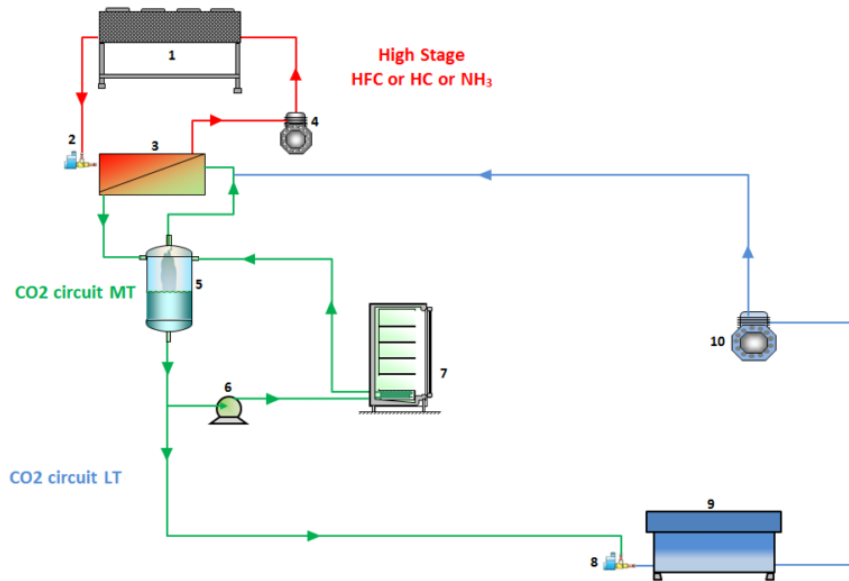 1
High Stage
HFC or HC or NH₃
2
3
4
5
CO2 circuit MT
6
7
10
CO2 circuit LT
8
9